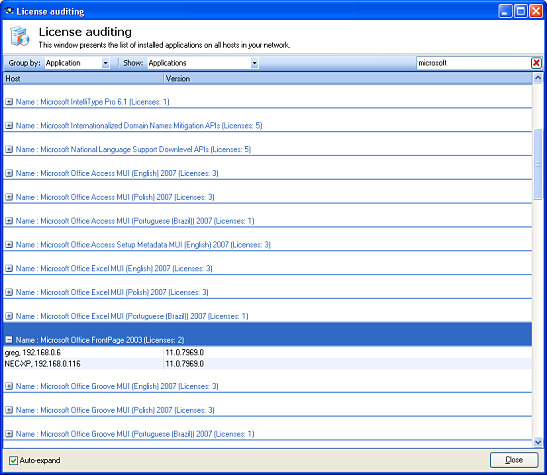 License auditing
License auditing
This window presents the list of installed applications on all hosts in your network.
Group by: Application Show: Applications microsoft
Host Version
Name : Microsoft IntelliType Pro 6.1 (Licenses: 1)
Name : Microsoft Internationalized Domain Names Mitigation APIs (Licenses: 5)
Name : Microsoft National Language Support Downlevel APIs (Licenses: 5)
Name : Microsoft Office Access MUI (English) 2007 (Licenses: 3)
Name : Microsoft Office Access MUI (Polish) 2007 (Licenses: 3)
Name : Microsoft Office Access MUI (Portuguese (Brazil)) 2007 (Licenses: 1)
Name : Microsoft Office Access Setup Metadata MUI (English) 2007 (Licenses: 3)
Name : Microsoft Office Excel MUI (English) 2007 (Licenses: 3)
Name : Microsoft Office Excel MUI (Polish) 2007 (Licenses: 3)
Name : Microsoft Office Excel MUI (Portuguese (Brazil)) 2007 (Licenses: 1)
Name : Microsoft Office FrontPage 2003 (Licenses: 2)
greg, 192.168.0.6 11.0.7969.0
NEC-XP, 192.168.0.116 11.0.7969.0
Name : Microsoft Office Groove MUI (English) 2007 (Licenses: 3)
Name : Microsoft Office Groove MUI (Polish) 2007 (Licenses: 3)
Name : Microsoft Office Groove MUI (Portuguese (Brazil)) 2007 (Licenses: 1)
Auto-expand Close